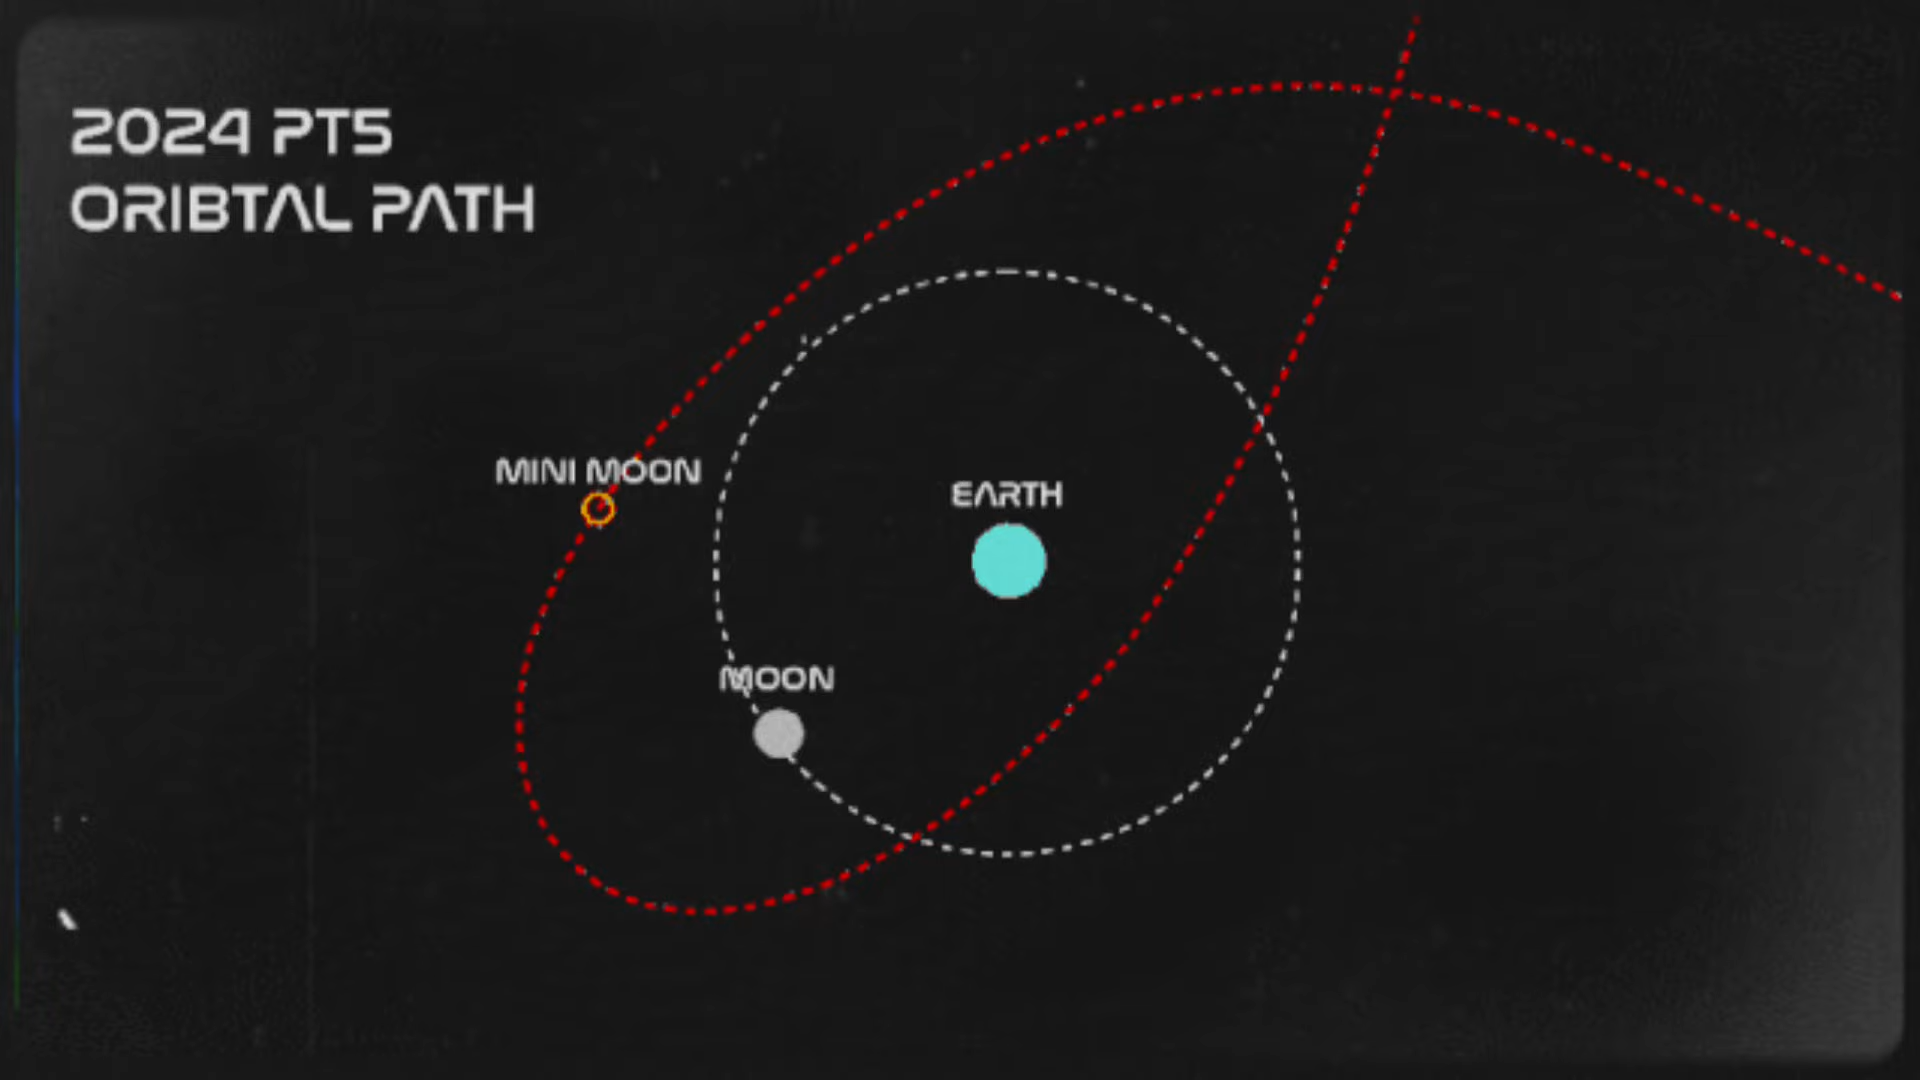 2024 PT5
ORIBTAL PATH
MINI MOON
EARTH
MOON